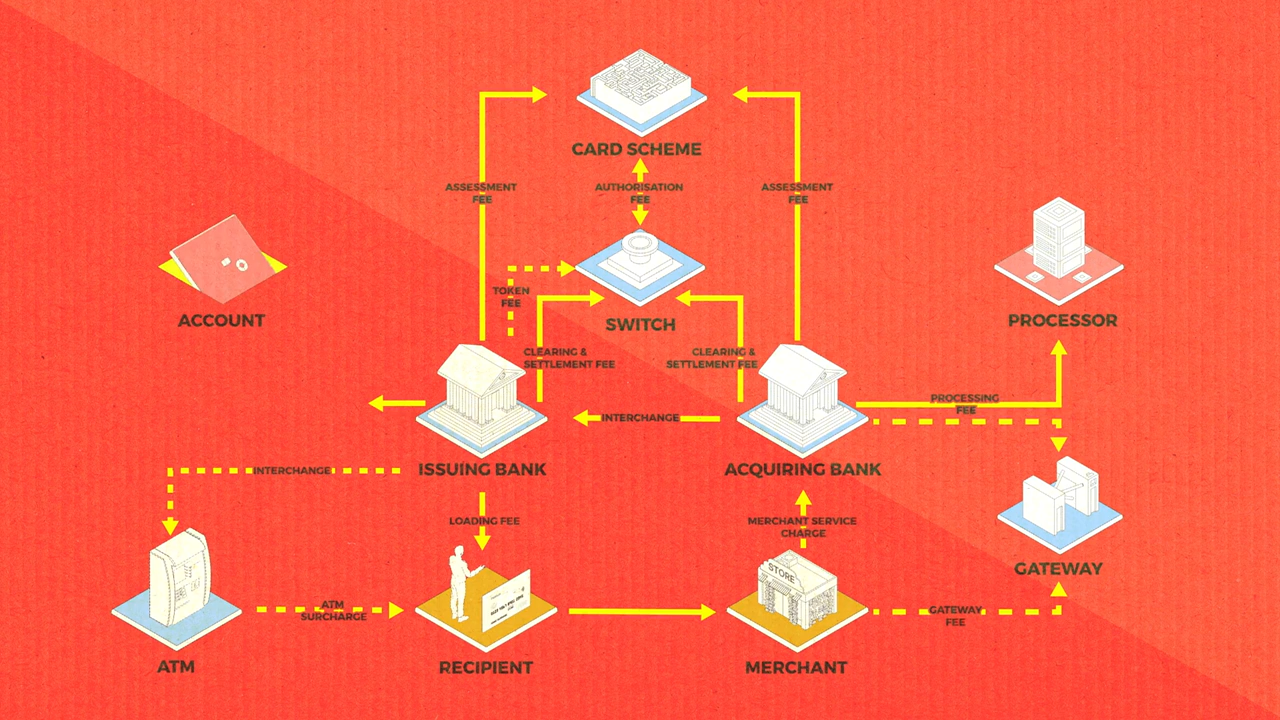 CARD SCHEME
ASSESSMENT
FEE
AUTHORISATION
FEE
ASSESSMENT
FEE
TOKEN
FEE
ACCOUNT
SWITCH
PROCESSOR
CLEARING &
SETTLEMENT FEE
CLEARING &
SETTLEMENT FEE
PROCESSING
FEE
INTERCHANGE
ISSUING BANK
ACQUIRING BANK
INTERCHANGE
LOADING FEE
MERCHANT SERVICE
CHARGE
STORE
GATEWAY
ATM
SURCHARGE
GATEWAY
FEE
ATM
RECIPIENT
MERCHANT